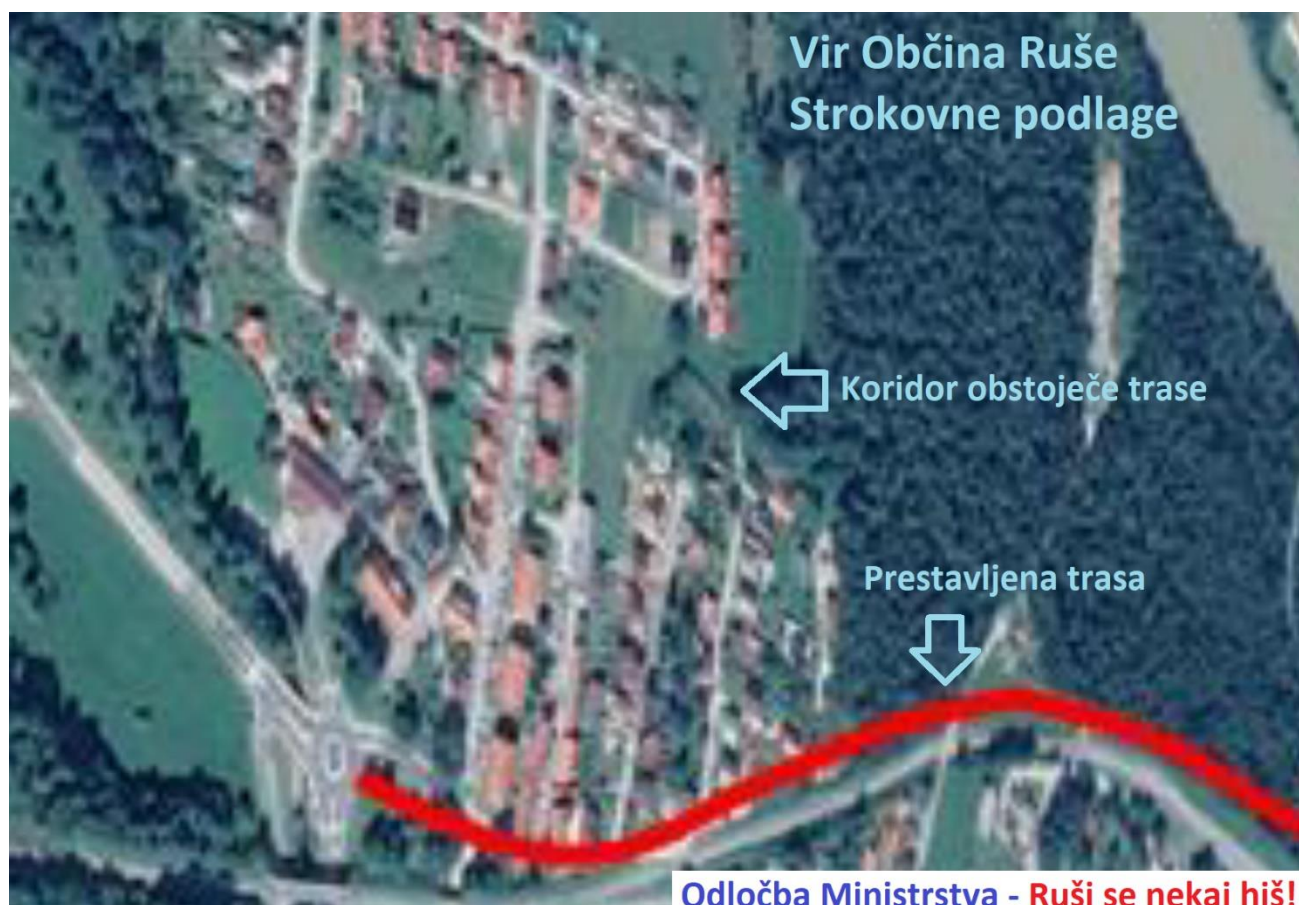 Vir Občina Ruše
Strokovne podlage
Koridor obstoječe trase
Prestavljena trasa
Odločba Ministrstva - Ruši se nekaj hiš!